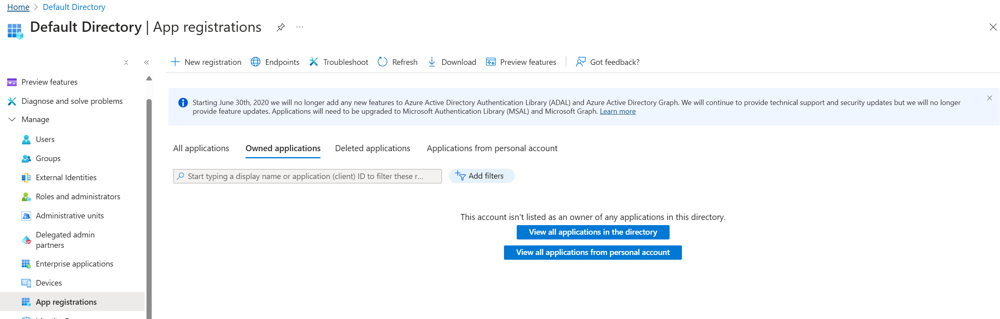 Home > Default Directory
Default Directory | App registrations ...
New registration Endpoints Troubleshoot Refresh Download Preview features Got feedback?
Preview features
Diagnose and solve problems
Manage
Users
Groups
External Identities
Roles and administrators
Administrative units
Delegated admin
partners
Enterprise applications
Devices
App registrations
Starting June 30th, 2020 we will no longer add any new features to Azure Active Directory Authentication Library (ADAL) and Azure Active Directory Graph. We will continue to provide technical support and security updates but we will no longer
provide feature updates. Applications will need to be upgraded to Microsoft Authentication Library (MSAL) and Microsoft Graph. Learn more
All applications Owned applications Deleted applications Applications from personal account
Start typing a display name or application (client) ID to filter these r... Add filters
This account isn't listed as an owner of any applications in this directory.
View all applications in the directory
View all applications from personal account